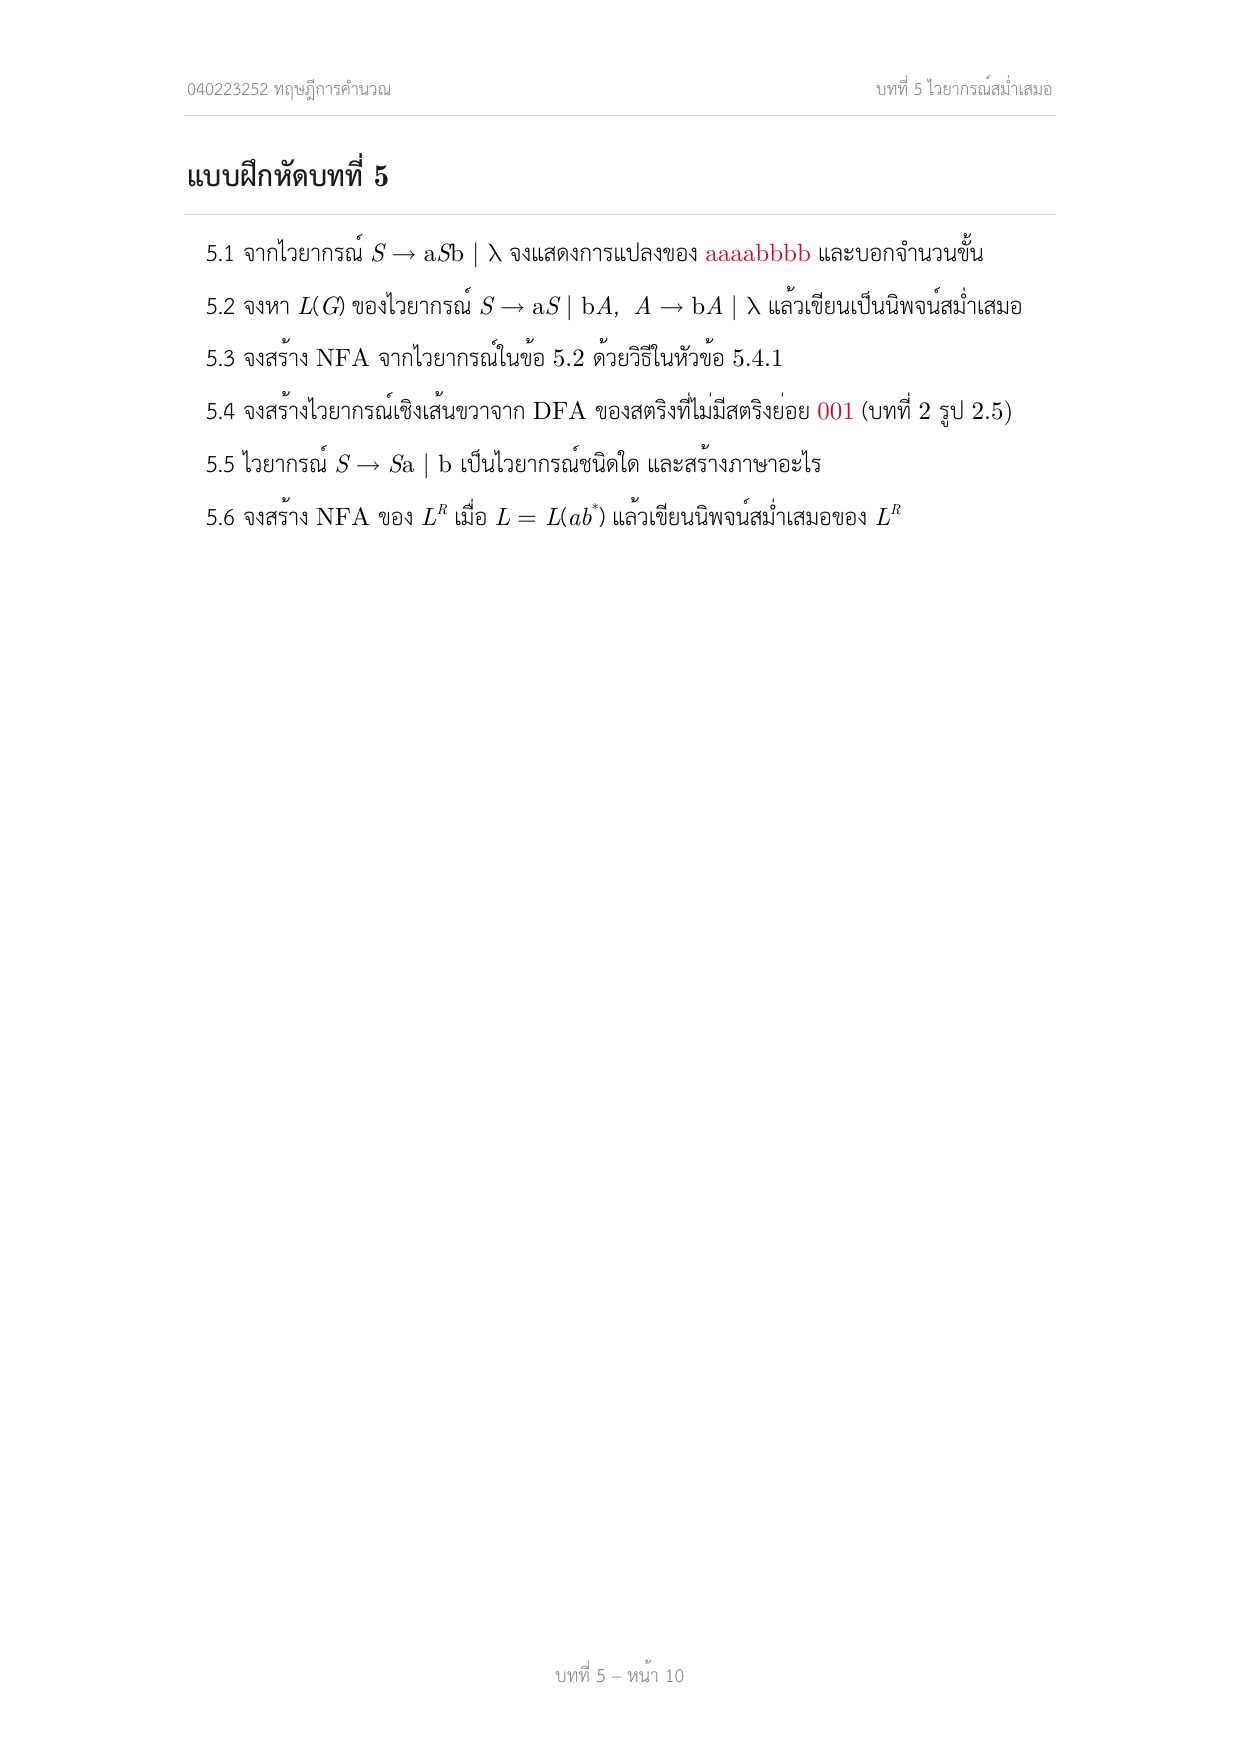 040223252 ทฤษฎีการคำนวณ
บทที่ 5 ไวยากรณ์สม่ำเสมอ
แบบฝึกหัดบทที่ 5
5.1 จากไวยากรณ์ S → aSb | λ จงแสดงการแปลงของ aaaabbbb และบอกจำนวนขั้น
5.2 จงหา L(G) ของไวยากรณ์ S → aS | bA, A → bA | λ แล้วเขียนเป็นนิพจน์สม่ำเสมอ
5.3 จงสร้าง NFA จากไวยากรณ์ในข้อ 5.2 ด้วยวิธีในหัวข้อ 5.4.1
5.4 จงสร้างไวยากรณ์เชิงเส้นขวาจาก DFA ของสตริงที่ไม่มีสตริงย่อย 001 (บทที่ 2 รูป 2.5)
5.5 ไวยากรณ์ S → Sa | b เป็นไวยากรณ์ชนิดใด และสร้างภาษาอะไร
5.6 จงสร้าง NFA ของ Lᴿ เมื่อ L = L(ab*) แล้วเขียนนิพจน์สม่ำเสมอของ Lᴿ
บทที่ 5 – หน้า 10